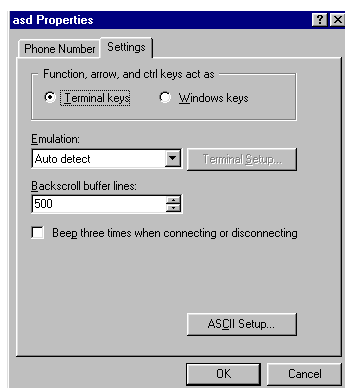 asd Properties
Phone Number Settings
Function, arrow, and ctrl keys act as
Terminal keys Windows keys
Emulation:
Auto detect Terminal Setup...
Backscroll buffer lines:
500
Beep three times when connecting or disconnecting
ASCII Setup...
OK Cancel